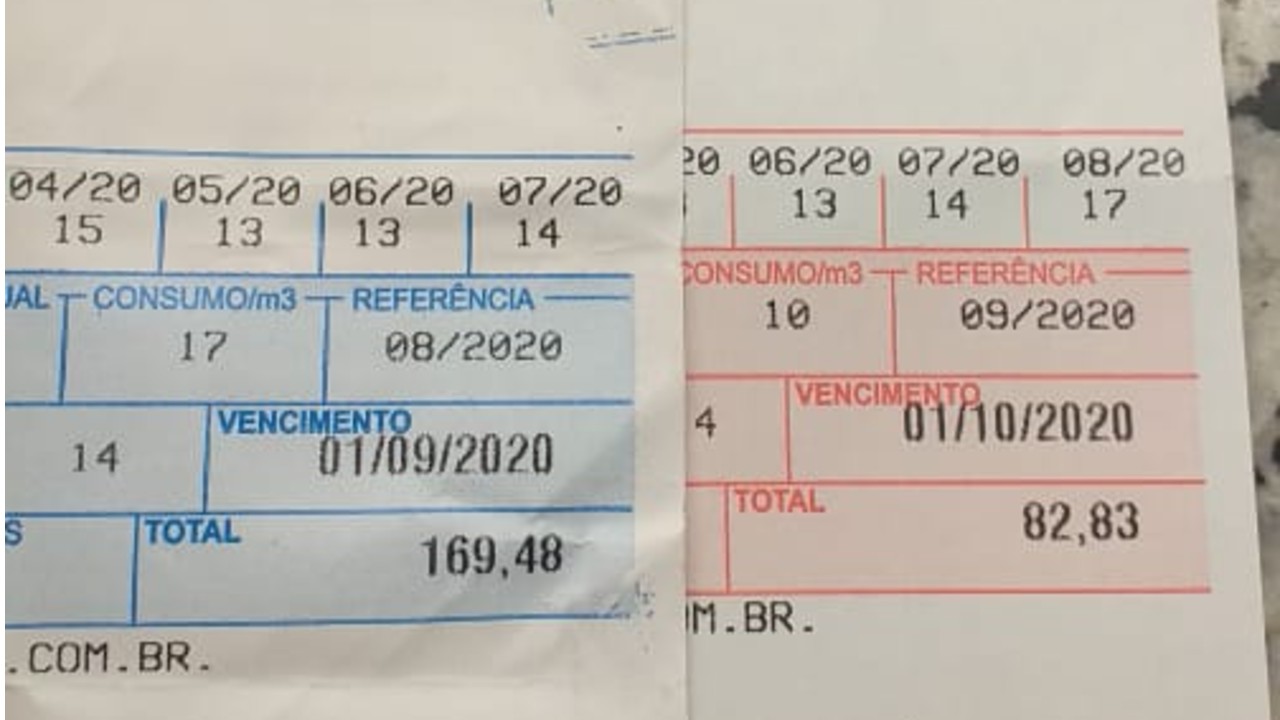 04/20 05/20 06/20 07/20
15 13 13 14
CONSUMO/m3 REFERÊNCIA
17 08/2020
VENCIMENTO
14 01/09/2020
S TOTAL
169,48
.COM.BR.
20 06/20 07/20 08/20
13 14 17
CONSUMO/m3 REFERÊNCIA
10 09/2020
VENCIMENTO
4 01/10/2020
TOTAL
82,83
OM.BR.